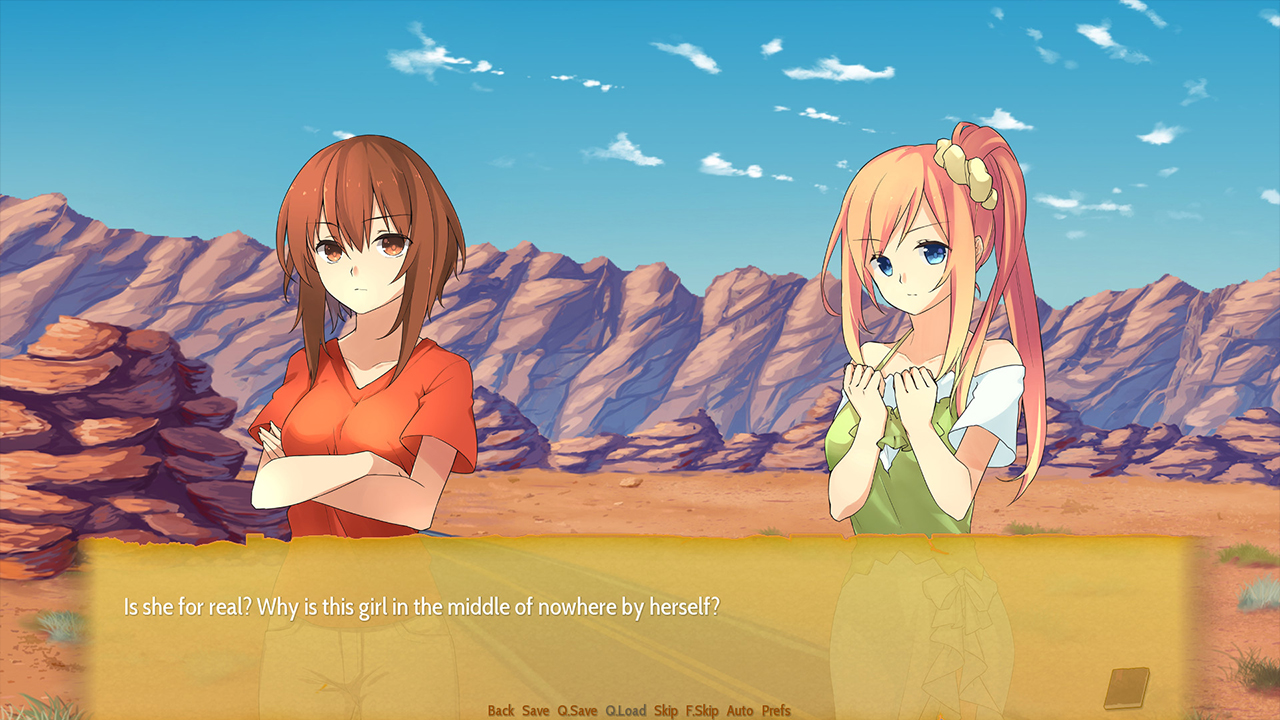 Is she for real? Why is this girl in the middle of nowhere by herself?
Back Save Q.Save Q.Load Skip F.Skip Auto Prefs